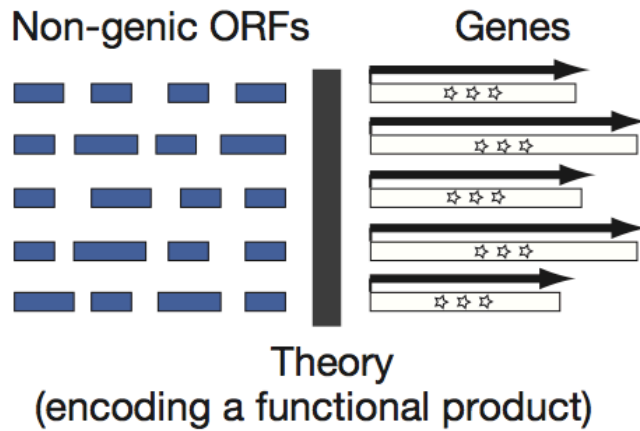 Non-genic ORFs
Genes
Theory
(encoding a functional product)